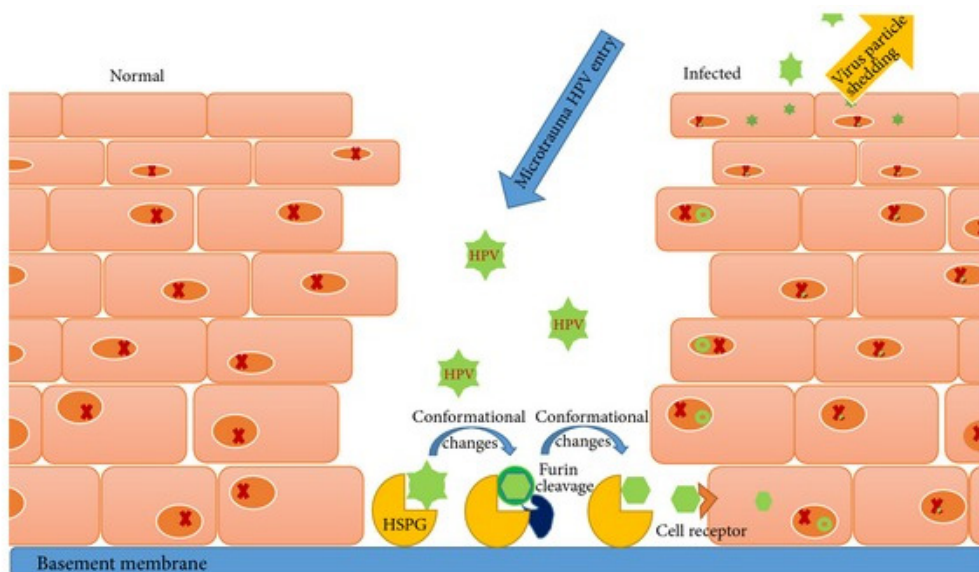 Normal
Microtrauma HPV entry
Infected
Virus particle
shedding
HPV
HPV
HPV
Conformational
changes
Conformational
changes
Furin
cleavage
HSPG
Cell receptor
Basement membrane